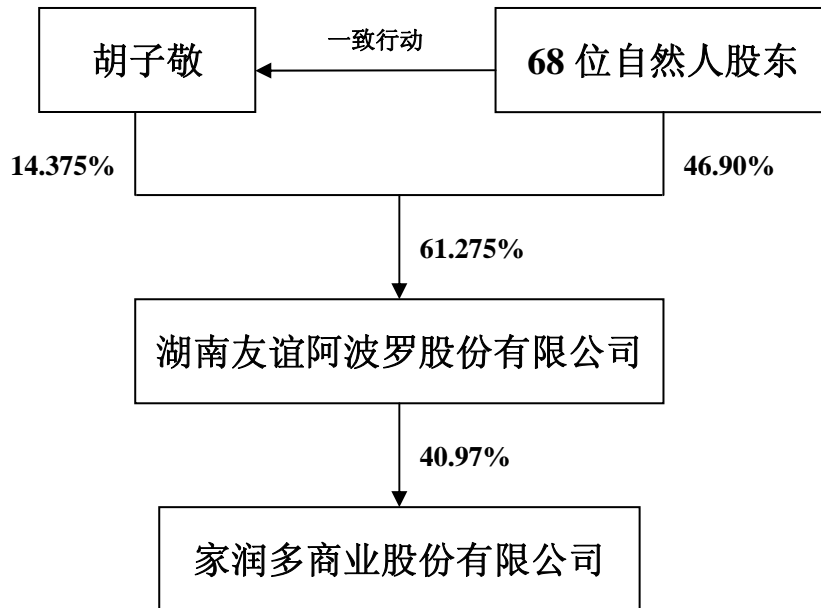 一致行动
胡子敬
68 位自然人股东
14.375%
46.90%
61.275%
湖南友谊阿波罗股份有限公司
40.97%
家润多商业股份有限公司